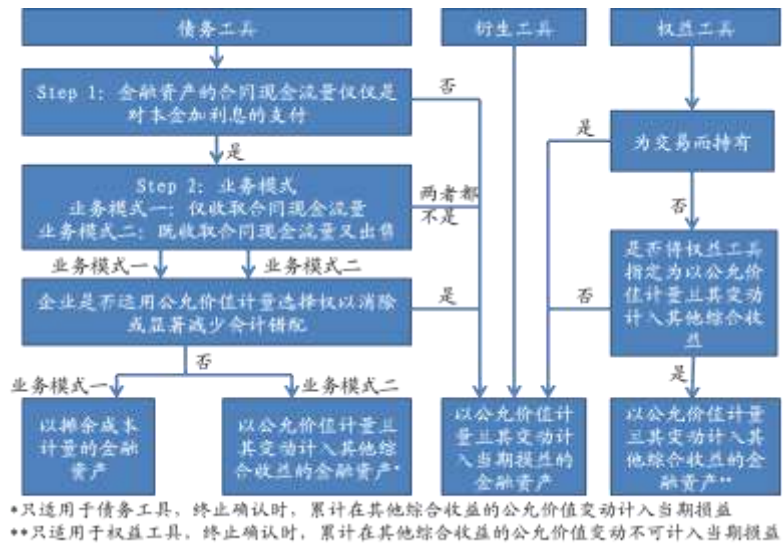 债务工具
衍生工具
权益工具
Step 1: 金融资产的合同现金流量仅仅是
对本金加利息的支付
否
是
Step 2: 业务模式
业务模式一: 仅收取合同现金流量
业务模式二: 既收取合同现金流量又出售
两者都
不是
业务模式一
业务模式二
企业是否运用公允价值计量选择权以消除
或显著减少会计错配
是
否
业务模式一
业务模式二
为交易而持有
是
否
是否将权益工具
指定为以公允价
值计量且其变动
计入其他综合收
益
否
是
以摊余成本
计量的金融
资产
以公允价值计量且
其变动计入其他综
合收益的金融资产*
以公允价值计
量且其变动计
入当期损益的
金融资产
以公允价值计量
且其变动计入其
他综合收益的金
融资产**
*只适用于债务工具，终止确认时，累计在其他综合收益的公允价值变动计入当期损益
**只适用于权益工具，终止确认时，累计在其他综合收益的公允价值变动不可计入当期损益